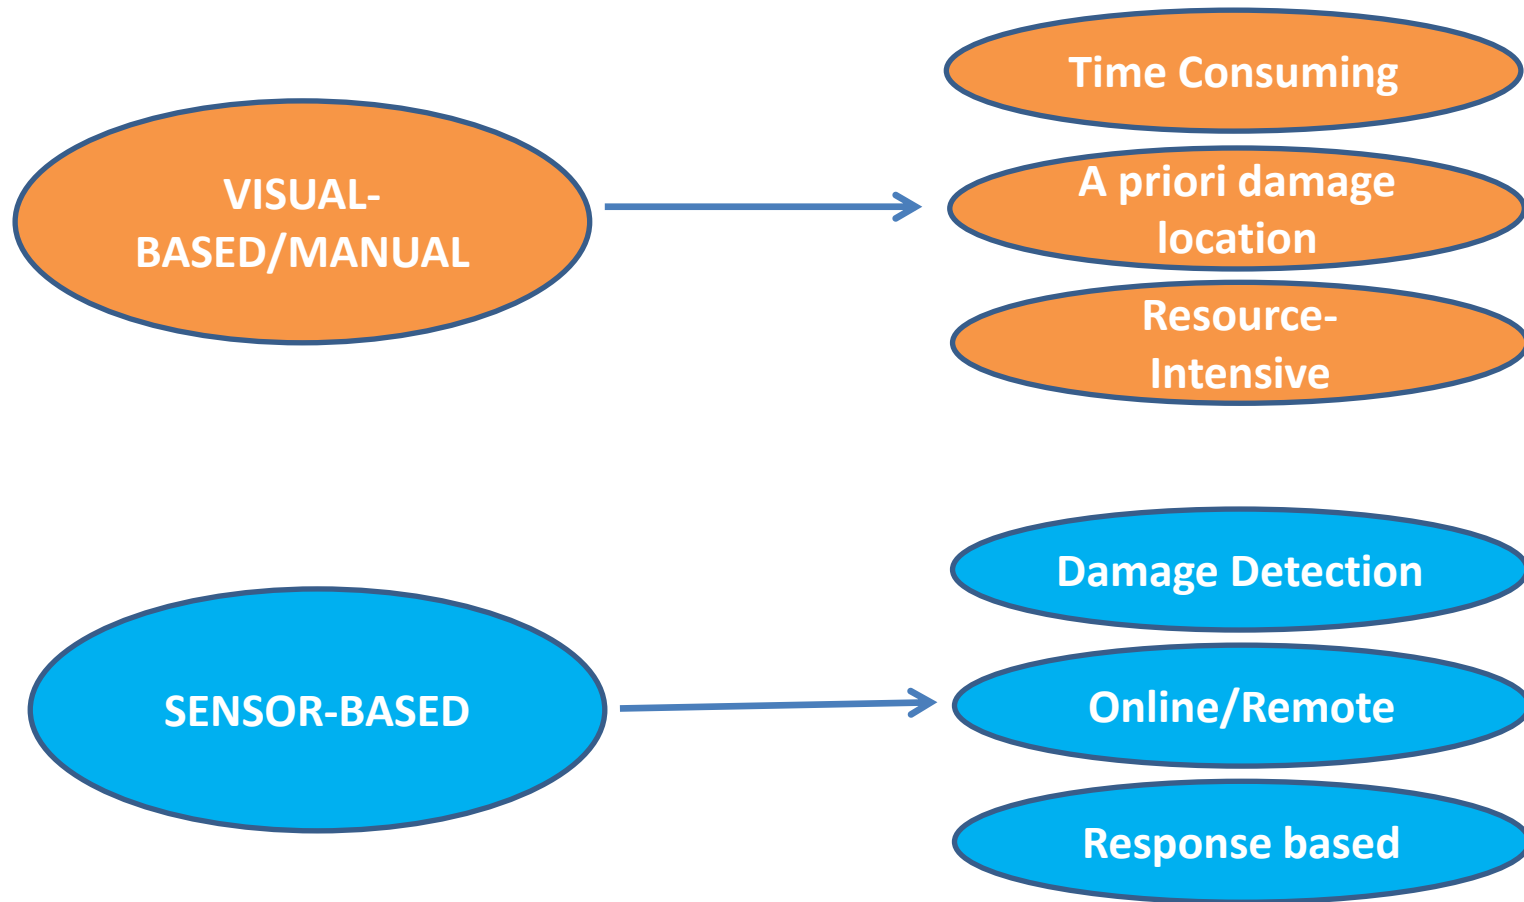 VISUAL-
BASED/MANUAL
Time Consuming
A priori damage
location
Resource-
Intensive
SENSOR-BASED
Damage Detection
Online/Remote
Response based